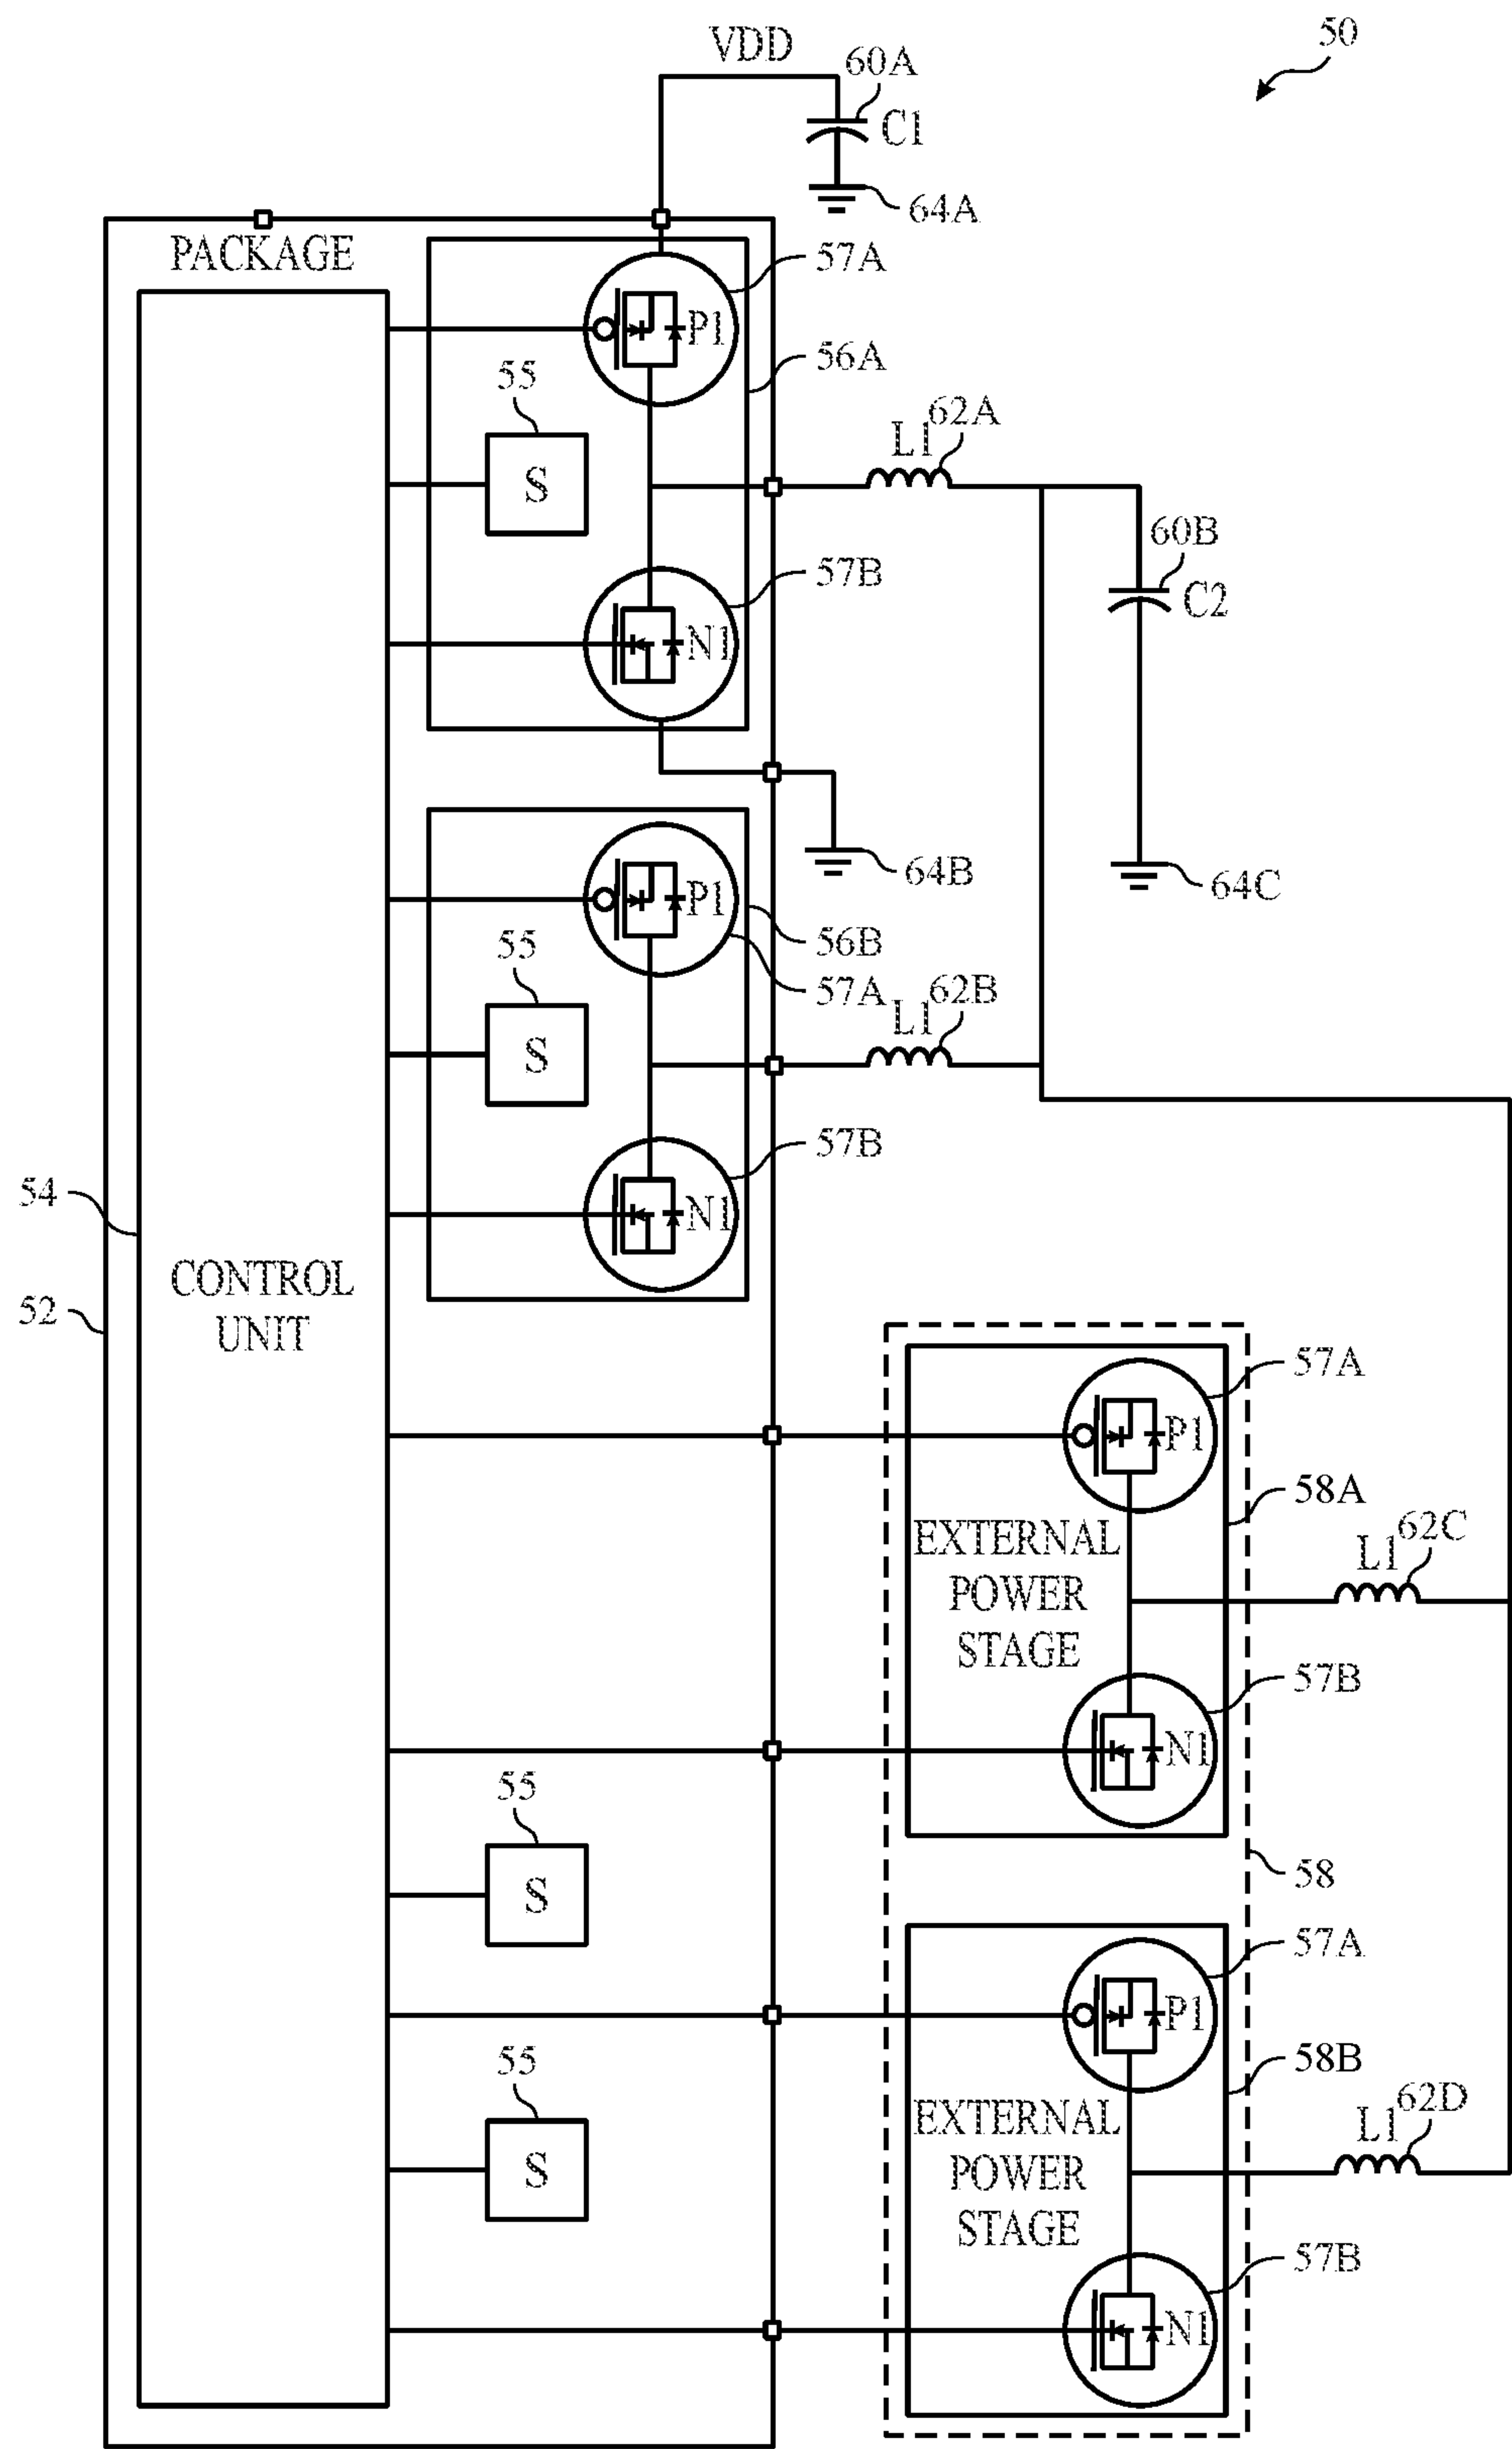 50
VDD
60A
C1
64A
PACKAGE
57A
P1
56A
55
S
L1
62A
60B
C2
57B
N1
64B
64C
P1
56B
57A
55
S
L1
62B
57B
N1
54
52
CONTROL
UNIT
57A
P1
58A
EXTERNAL
POWER
STAGE
L1
62C
57B
N1
55
S
58
57A
P1
58B
55
S
EXTERNAL
POWER
STAGE
L1
62D
57B
N1